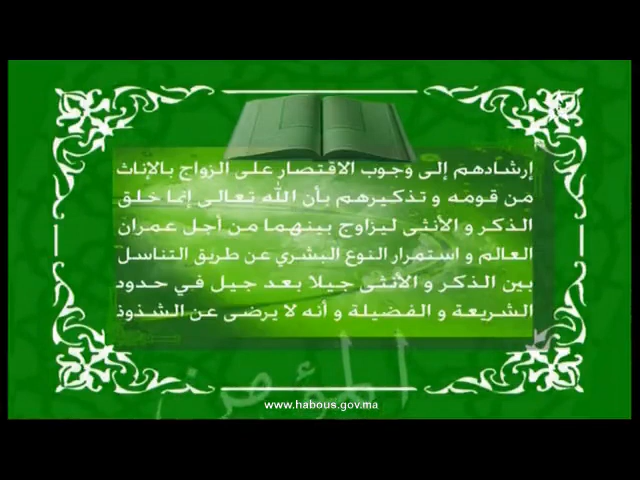 إرشادهم إلى وجوب الاقتصار على الزواج بالإناث
من قومه و تذكيرهم بأن الله تعالى إنما خلق
الذكر و الأنثى ليزاوج بينهما من أجل عمران
العالم و استمرار النوع البشري عن طريق التناسل
بين الذكر و الأنثى جيلا بعد جيل في حدود
الشريعة و الفضيلة و أنه لا يرضى عن الشذوذ
المؤمن
www.habous.gov.ma